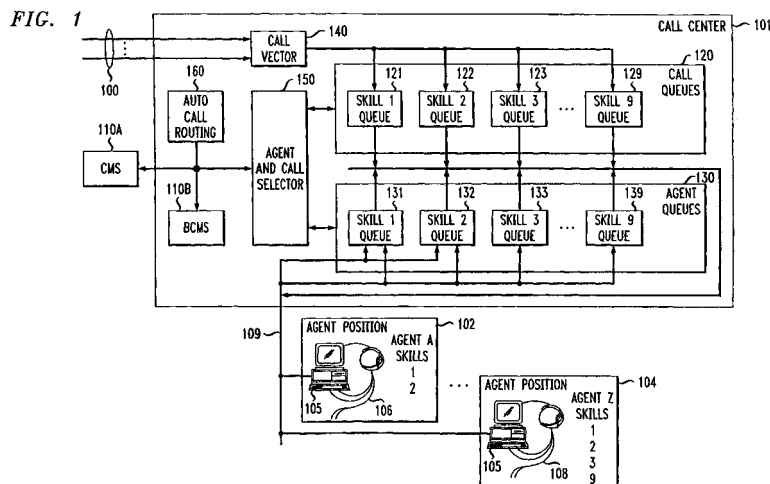 FIG. 1
CALL CENTER
101
100
140
CALL
VECTOR
160
AUTO
CALL
ROUTING
150
AGENT
AND CALL
SELECTOR
120
CALL
QUEUES
121
SKILL 1
QUEUE
122
SKILL 2
QUEUE
123
SKILL 3
QUEUE
...
129
SKILL 9
QUEUE
110A
CMS
110B
BCMS
130
AGENT
QUEUES
131
SKILL 1
QUEUE
132
SKILL 2
QUEUE
133
SKILL 3
QUEUE
...
139
SKILL 9
QUEUE
109
102
AGENT POSITION
AGENT A
SKILLS
1
2
105
106
...
104
AGENT POSITION
AGENT Z
SKILLS
1
2
3
9
105
108